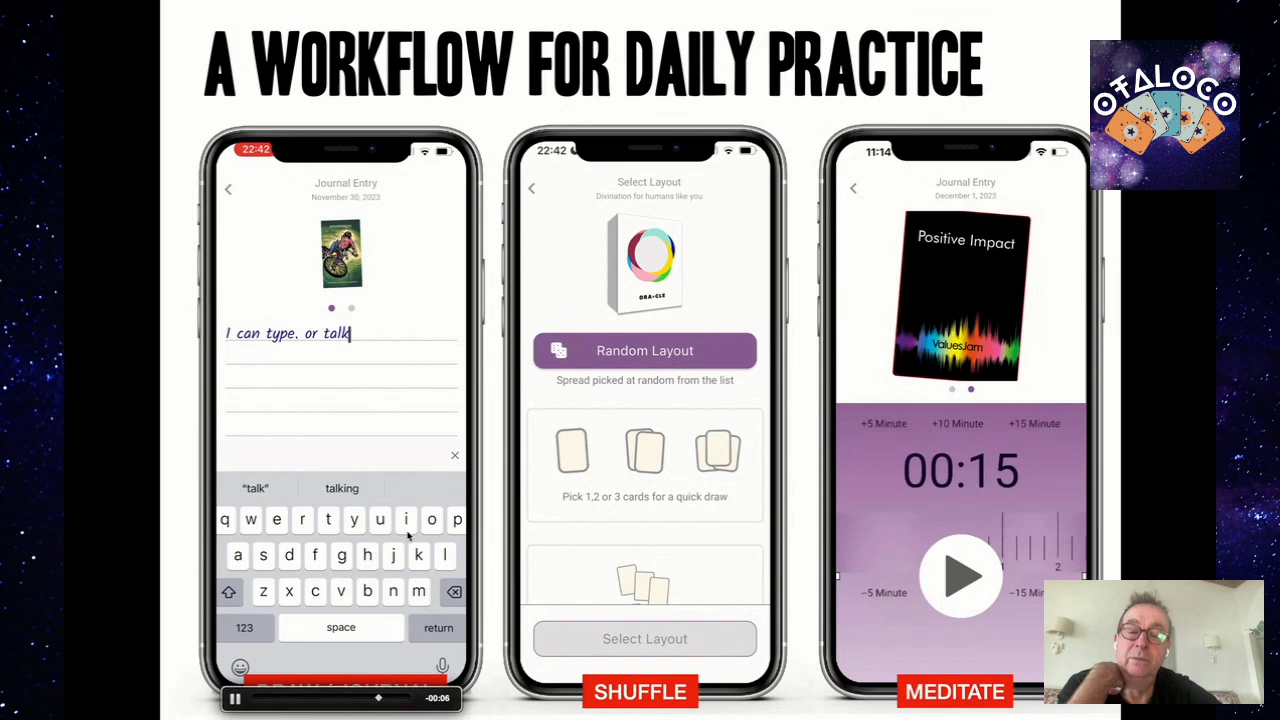 A WORKFLOW FOR DAILY PRACTICE
OTALOCO
22:42
Journal Entry
November 30, 2023
I can type. or talk
"talk" talking
q w e r t y u i o p
a s d f g h j k l
z x c v b n m
123 space return
-00:06
22:42
Select Layout
Divination for humans like you
ORA+CLE
Random Layout
Spread picked at random from the list
Pick 1,2 or 3 cards for a quick draw
Select Layout
SHUFFLE
11:14
Journal Entry
December 1, 2023
Positive Impact
ValuesJam
+5 Minute +10 Minute +15 Minute
00:15
1 2
–5 Minute –15 Min
MEDITATE